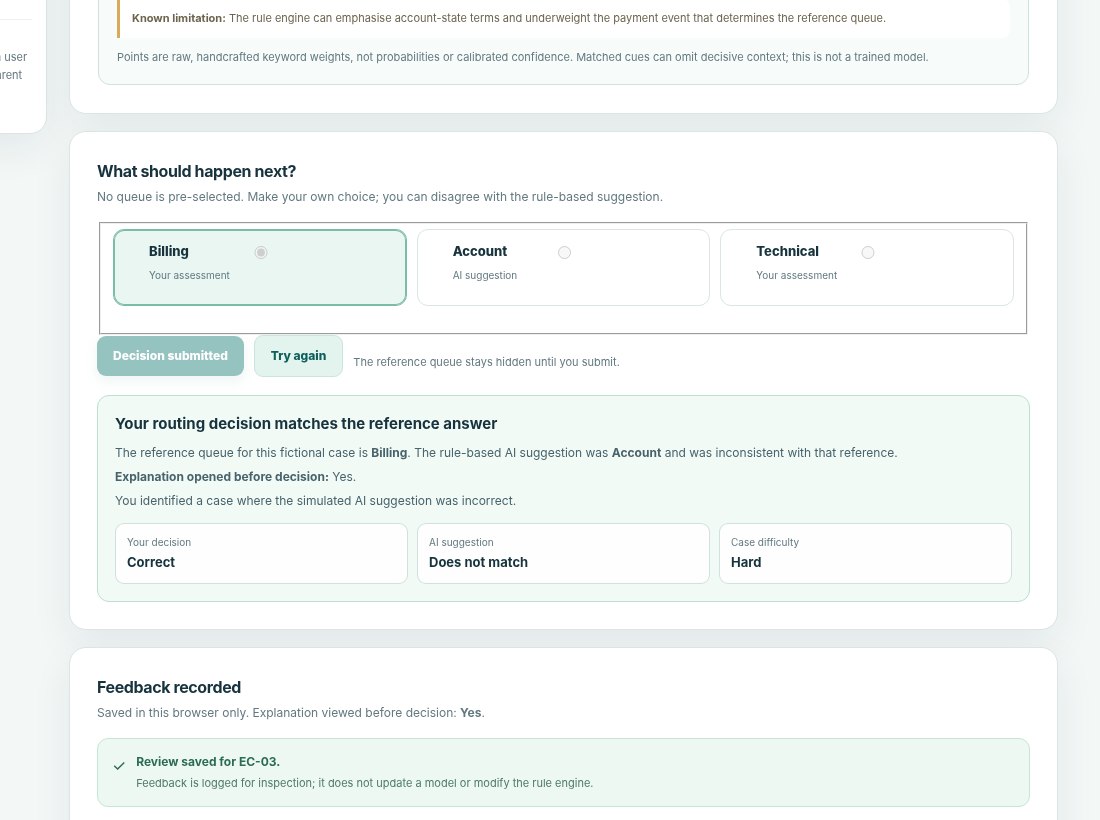 Known limitation: The rule engine can emphasise account-state terms and underweight the payment event that determines the reference queue.
Points are raw, handcrafted keyword weights, not probabilities or calibrated confidence. Matched cues can omit decisive context; this is not a trained model.
user
What should happen next?
No queue is pre-selected. Make your own choice; you can disagree with the rule-based suggestion.
Billing
Your assessment
Account
AI suggestion
Technical
Your assessment
Decision submitted
Try again
The reference queue stays hidden until you submit.
Your routing decision matches the reference answer
The reference queue for this fictional case is Billing. The rule-based AI suggestion was Account and was inconsistent with that reference.
Explanation opened before decision: Yes.
You identified a case where the simulated AI suggestion was incorrect.
Your decision
Correct
AI suggestion
Does not match
Case difficulty
Hard
Feedback recorded
Saved in this browser only. Explanation viewed before decision: Yes.
Review saved for EC-03.
Feedback is logged for inspection; it does not update a model or modify the rule engine.